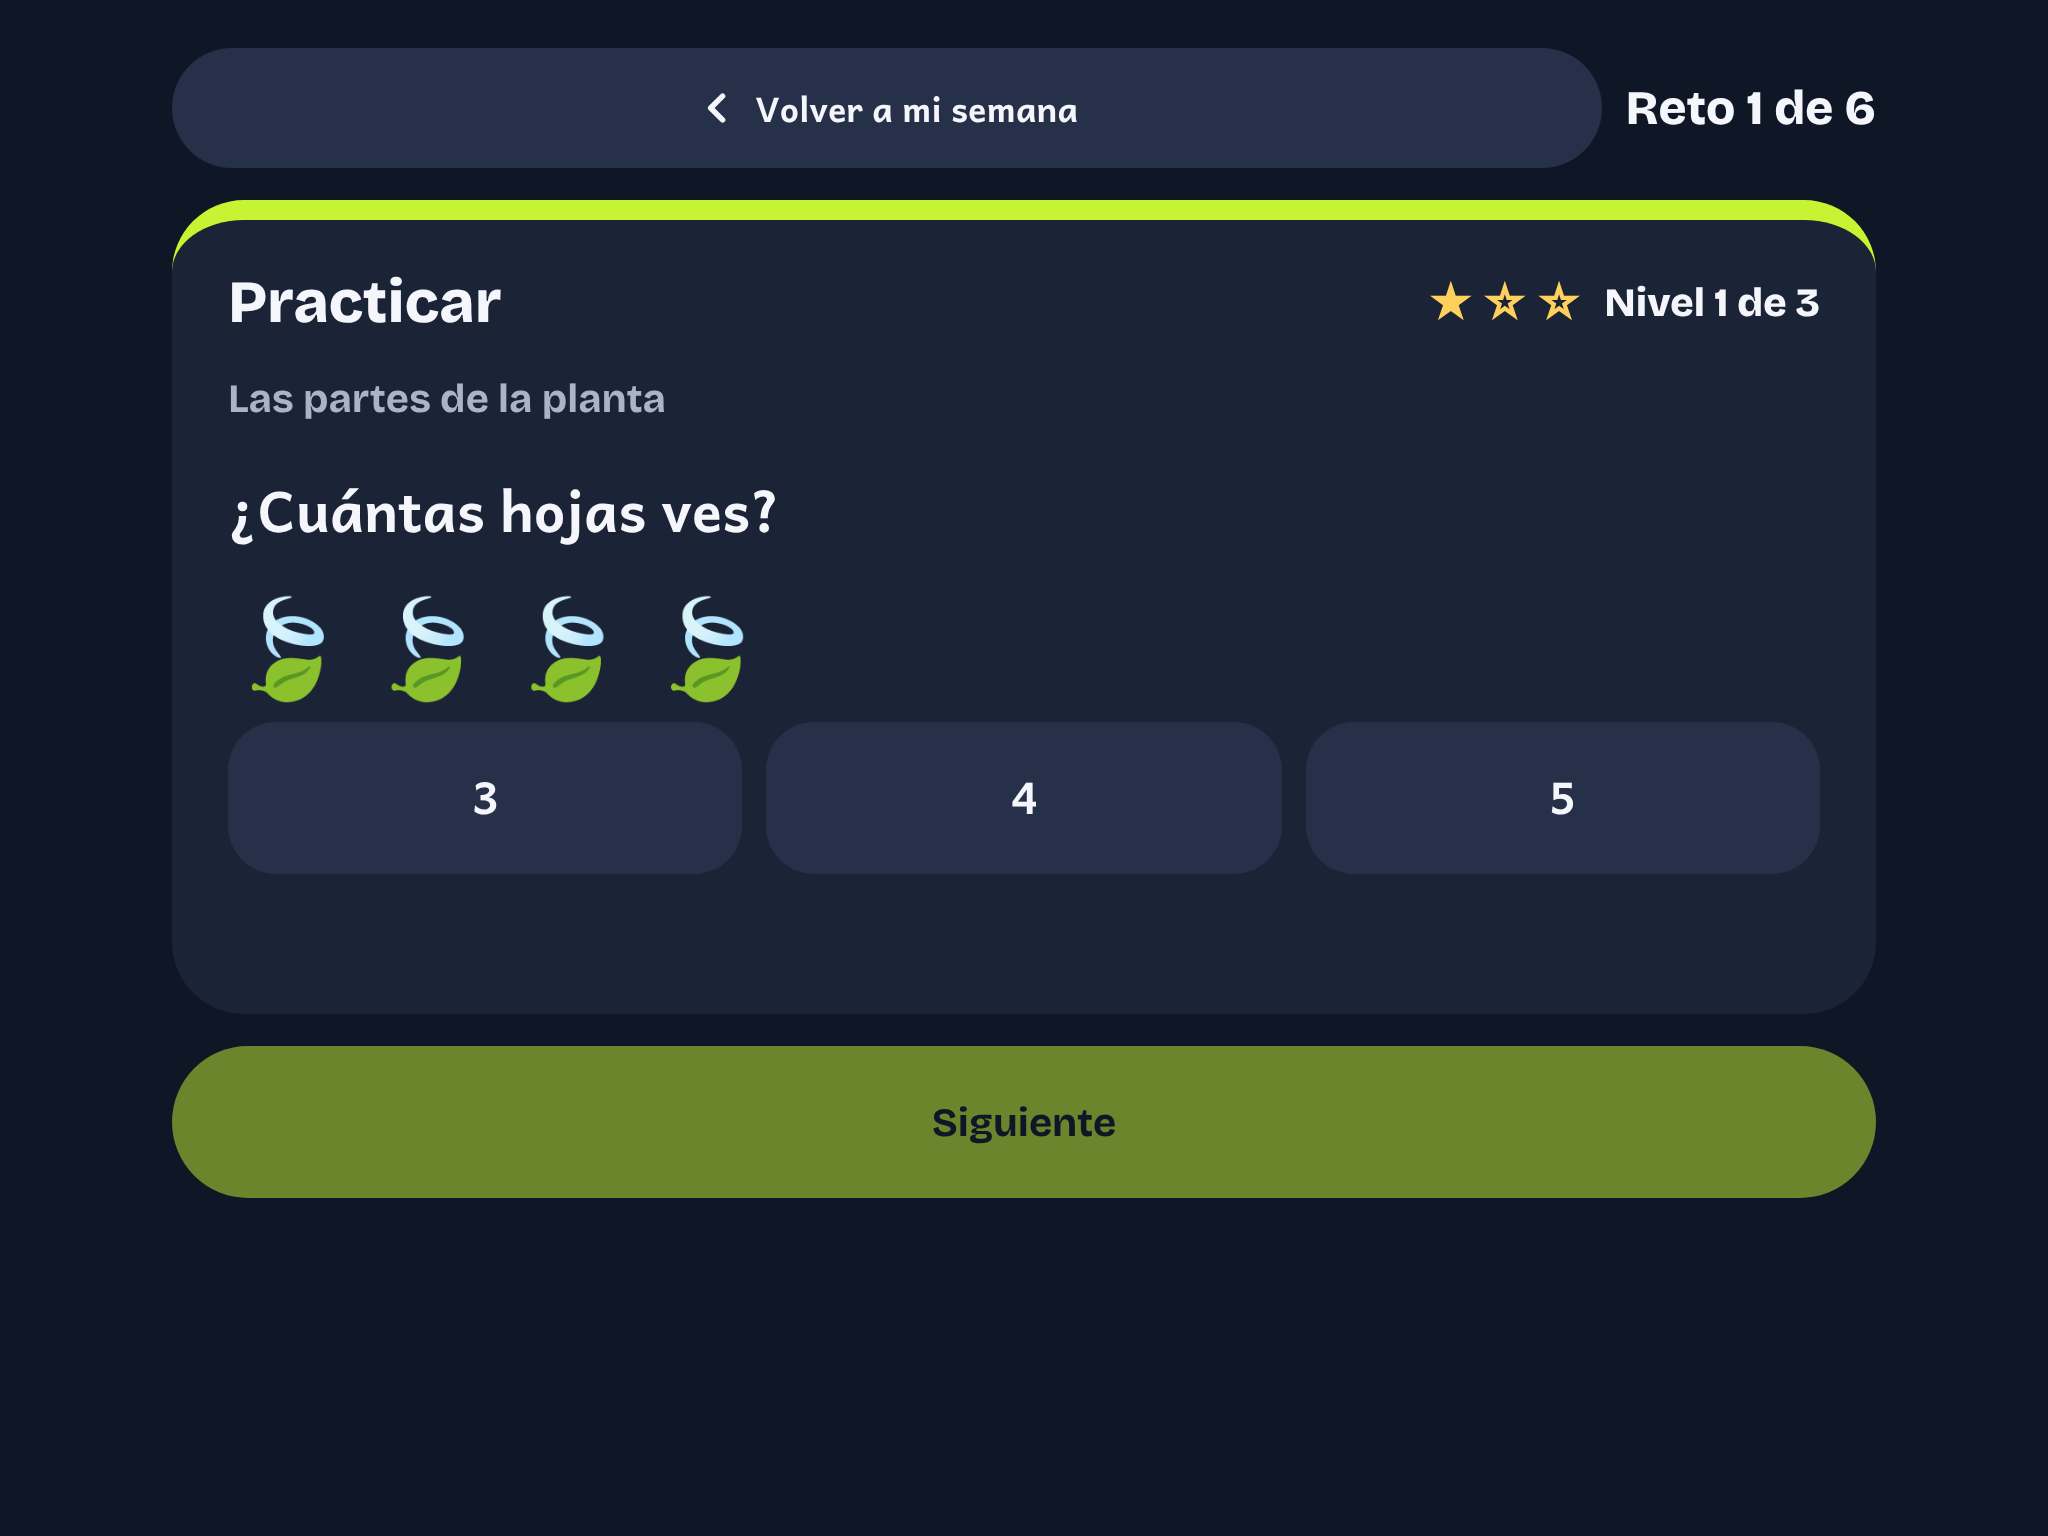 Volver a mi semana
Reto 1 de 6
Practicar
Nivel 1 de 3
Las partes de la planta
¿Cuántas hojas ves?
3
4
5
Siguiente